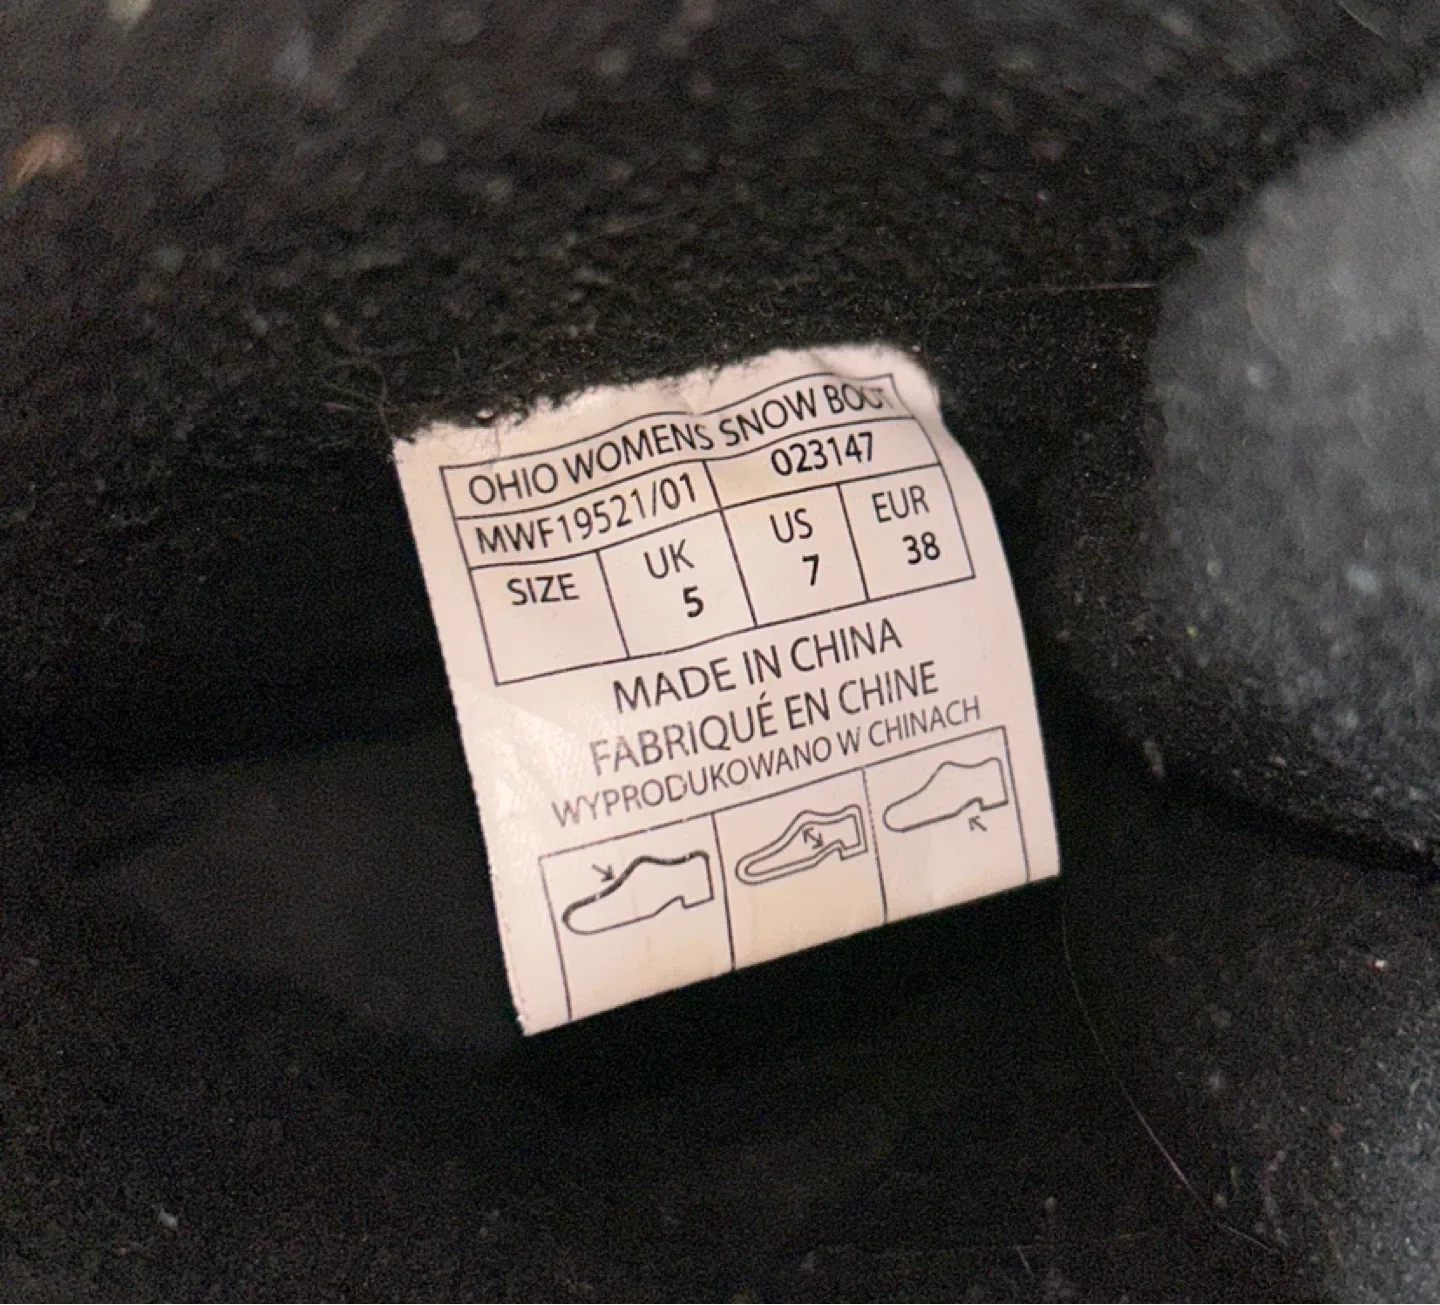 OHIO WOMENS SNOW BOOT
MWF19521/01 023147
SIZE UK US EUR
5 7 38
MADE IN CHINA
FABRIQUÉ EN CHINE
WYPRODUKOWANO W CHINACH